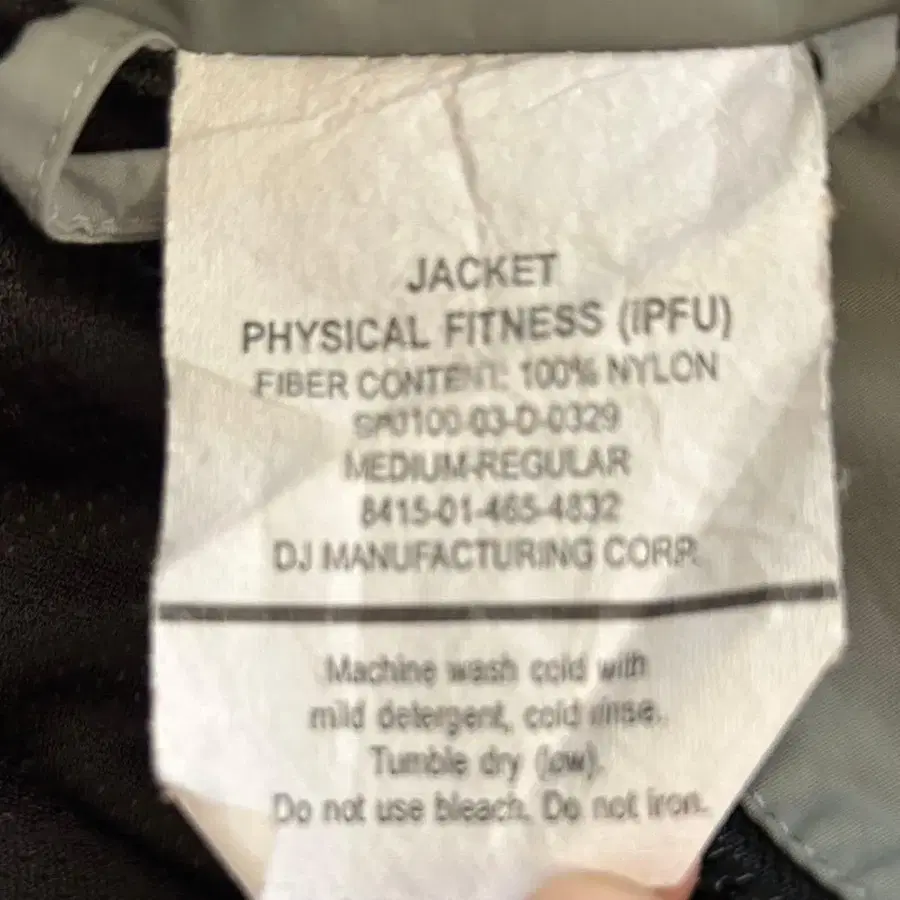 JACKET
PHYSICAL FITNESS (IPFU)
FIBER CONTENT: 100% NYLON
SP0100-03-D-0329
MEDIUM-REGULAR
8415-01-465-4832
DJ MANUFACTURING CORP.
Machine wash cold with
mild detergent, cold rinse.
Tumble dry (low).
Do not use bleach. Do not iron.